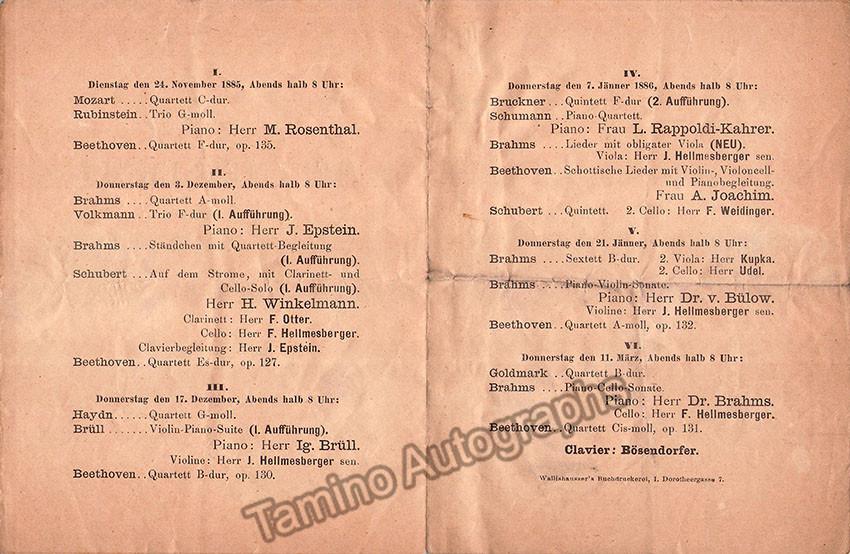 I.
Dienstag den 24. November 1885, Abends halb 8 Uhr:
Mozart ..... Quartett C-dur.
Rubinstein.. Trio G-moll.
Piano: Herr M. Rosenthal.
Beethoven.. Quartett F-dur, op. 135.
II.
Donnerstag den 3. Dezember, Abends halb 8 Uhr:
Brahms .... Quartett A-moll.
Volkmann .. Trio F-dur (I. Aufführung).
Piano: Herr J. Epstein.
Brahms .... Ständchen mit Quartett-Begleitung
(I. Aufführung).
Schubert ... Auf dem Strome, mit Clarinett- und
Cello-Solo (I. Aufführung).
Herr H. Winkelmann.
Clarinett: Herr F. Otter.
Cello: Herr F. Hellmesberger.
Clavierbegleitung: Herr J. Epstein.
Beethoven.. Quartett Es-dur, op. 127.
III.
Donnerstag den 17. Dezember, Abends halb 8 Uhr:
Haydn...... Quartett G-moll.
Brüll....... Violin-Piano-Suite (I. Aufführung).
Piano: Herr Ig. Brüll.
Violine: Herr J. Hellmesberger sen.
Beethoven.. Quartett B-dur, op. 130.
IV.
Donnerstag den 7. Jänner 1886, Abends halb 8 Uhr:
Bruckner... Quintett F-dur (2. Aufführung).
Schumann .. Piano-Quartett.
Piano: Frau L. Rappoldi-Kahrer.
Brahms .... Lieder mit obligater Viola (NEU).
Viola: Herr J. Hellmesberger sen.
Beethoven.. Schottische Lieder mit Violin-, Violoncell-
und Pianobegleitung.
Frau A. Joachim.
Schubert ... Quintett. 2. Cello: Herr F. Weidinger.
V.
Donnerstag den 21. Jänner, Abends halb 8 Uhr:
Brahms .... Sextett B-dur. 2. Viola: Herr Kupka.
2. Cello: Herr Udel.
Brahms .... Piano-Violin-Sonate.
Piano: Herr Dr. v. Bülow.
Violine: Herr J. Hellmesberger sen.
Beethoven.. Quartett A-moll, op. 132.
VI.
Donnerstag den 11. März, Abends halb 8 Uhr:
Goldmark .. Quartett B-dur.
Brahms .... Piano-Cello-Sonate.
Piano: Herr Dr. Brahms.
Cello: Herr F. Hellmesberger.
Beethoven.. Quartett Cis-moll, op. 131.
Clavier: Bösendorfer.
Wallishausser's Buchdruckerei, I. Dorotheergasse 7.
Tamino Autographs